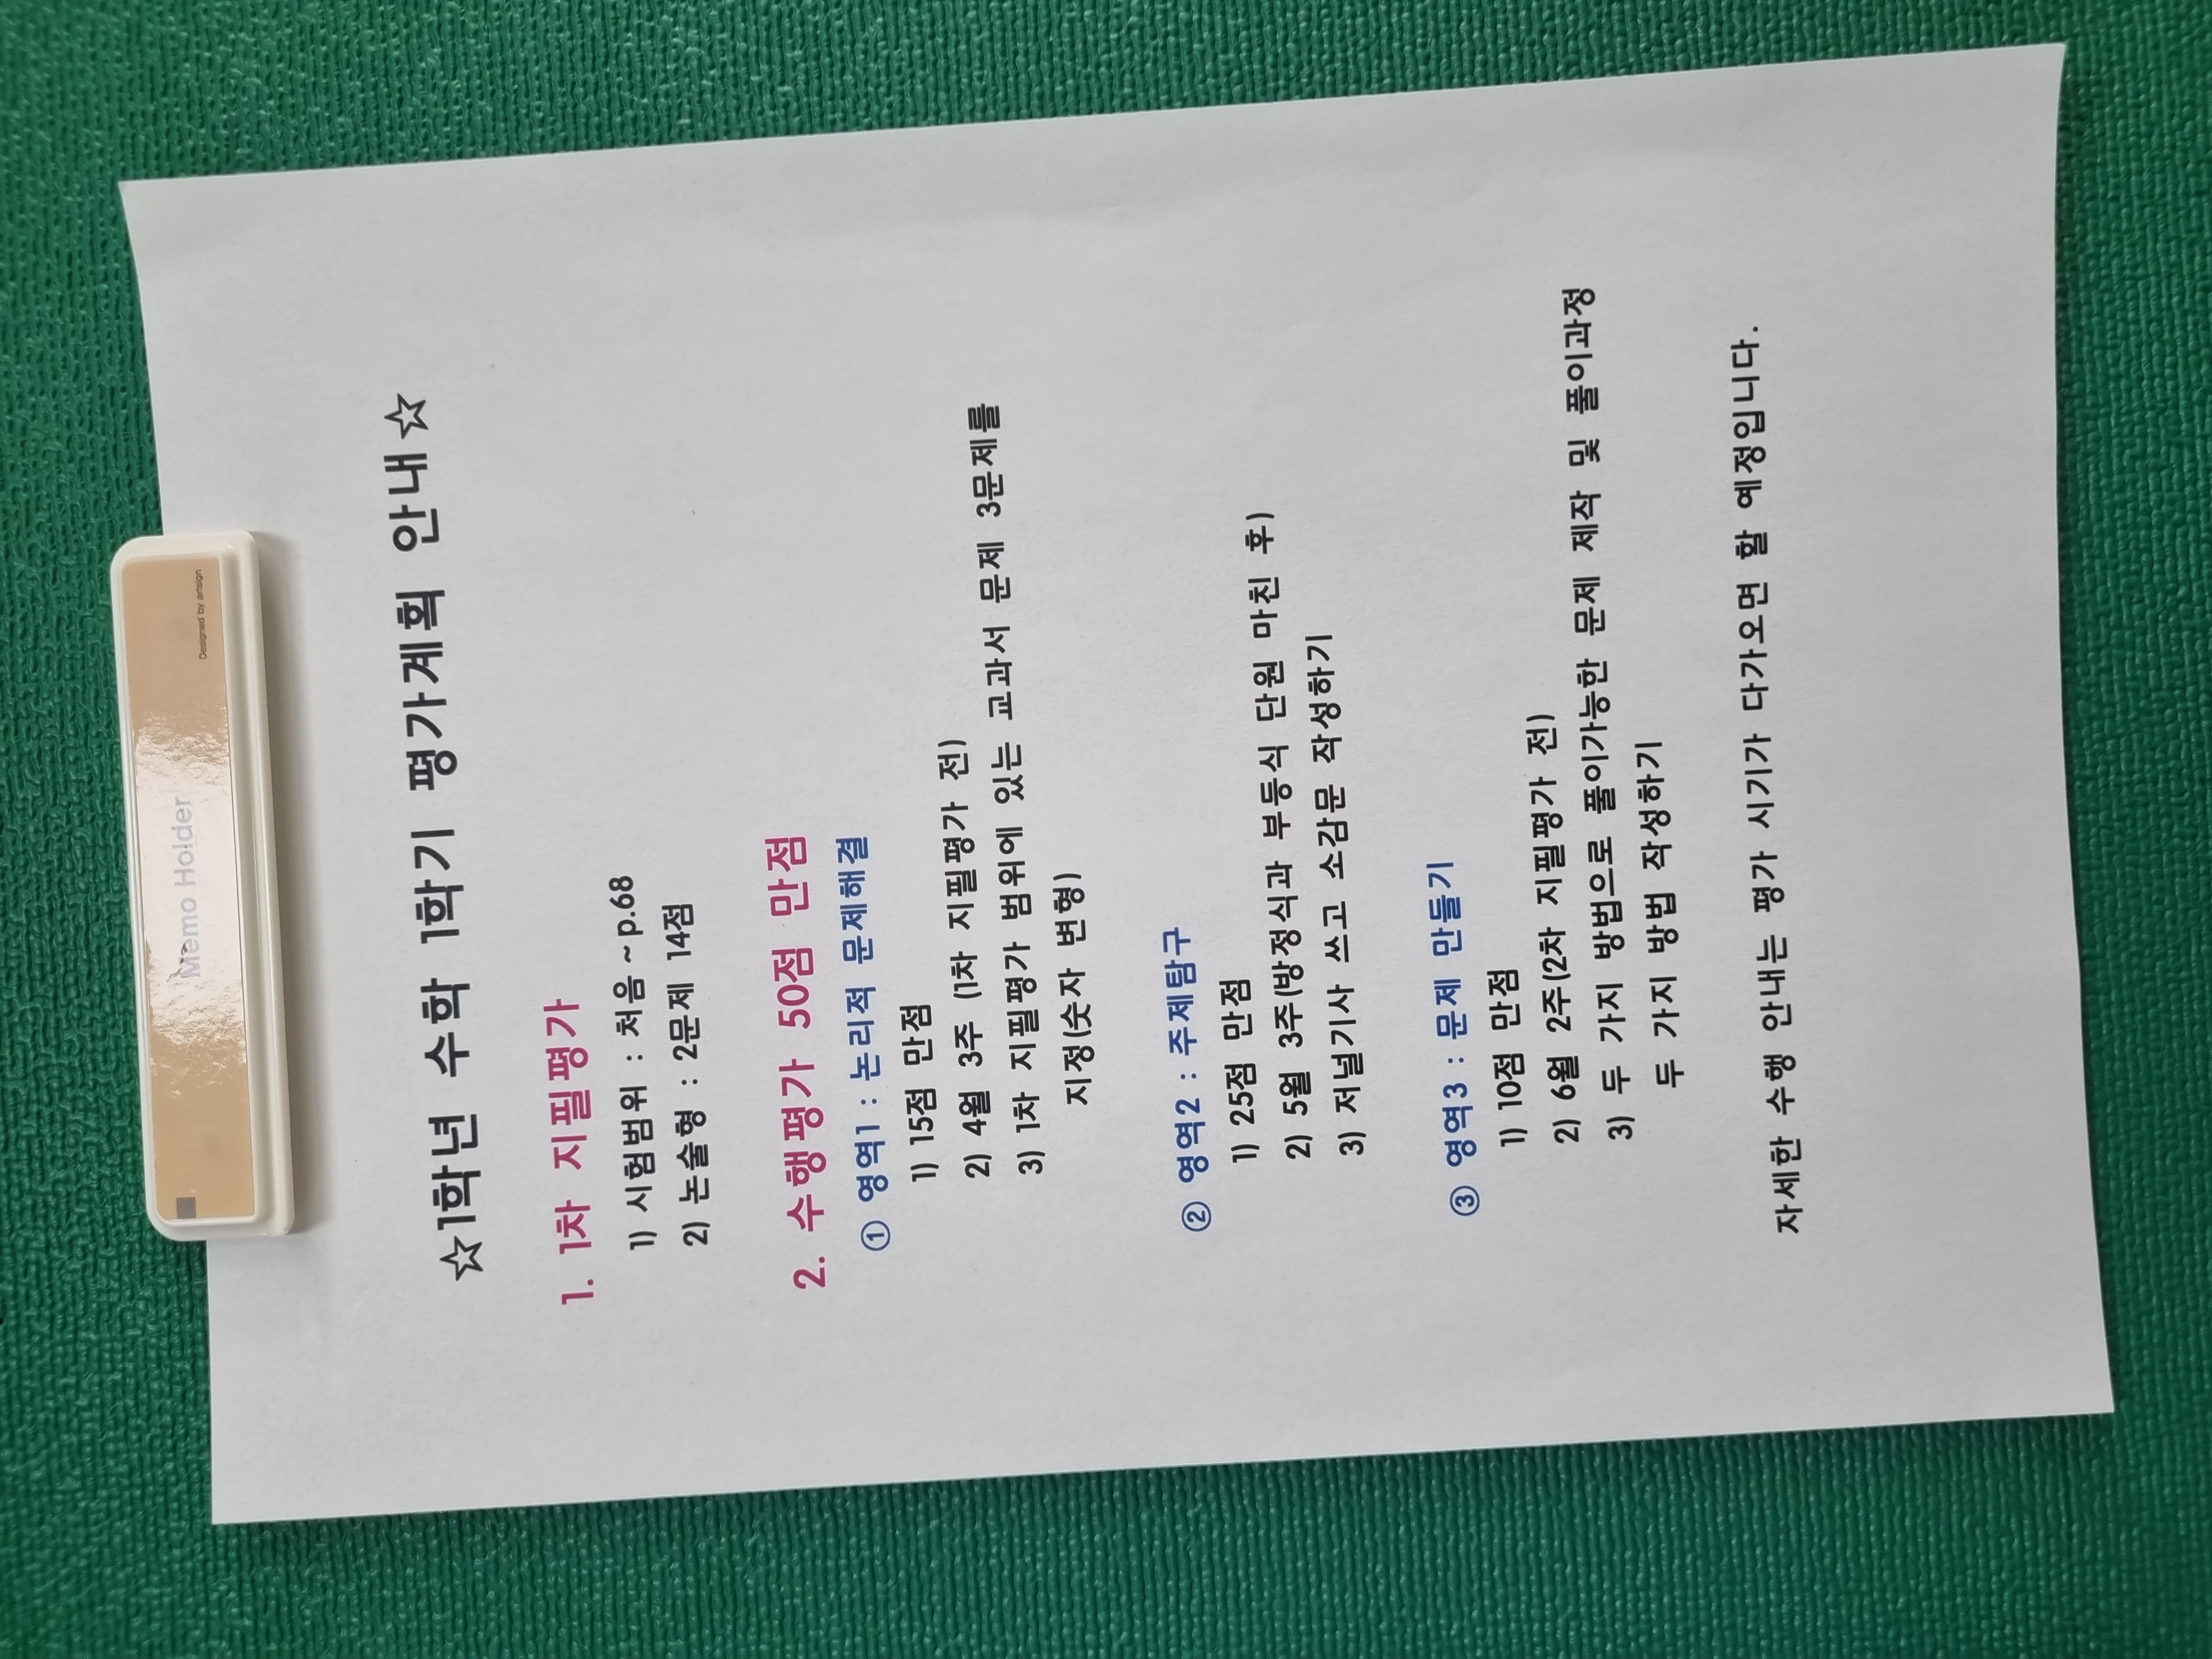 Memo Holder
Designed by artsign
☆1학년 수학 1학기 평가계획 안내☆
1. 1차 지필평가
1) 시험범위 : 처음 ~ p.68
2) 논술형 : 2문제 14점
2. 수행평가 50점 만점
① 영역1 : 논리적 문제해결
1) 15점 만점
2) 4월 3주 (1차 지필평가 전)
3) 1차 지필평가 범위에 있는 교과서 문제 3문제를
지정(숫자 변형)
② 영역2 : 주제탐구
1) 25점 만점
2) 5월 3주(방정식과 부등식 단원 마친 후)
3) 저널기사 쓰고 소감문 작성하기
③ 영역3 : 문제 만들기
1) 10점 만점
2) 6월 2주(2차 지필평가 전)
3) 두 가지 방법으로 풀이가능한 문제 제작 및 풀이과정
두 가지 방법 작성하기
자세한 수행 안내는 평가 시기가 다가오면 할 예정입니다.